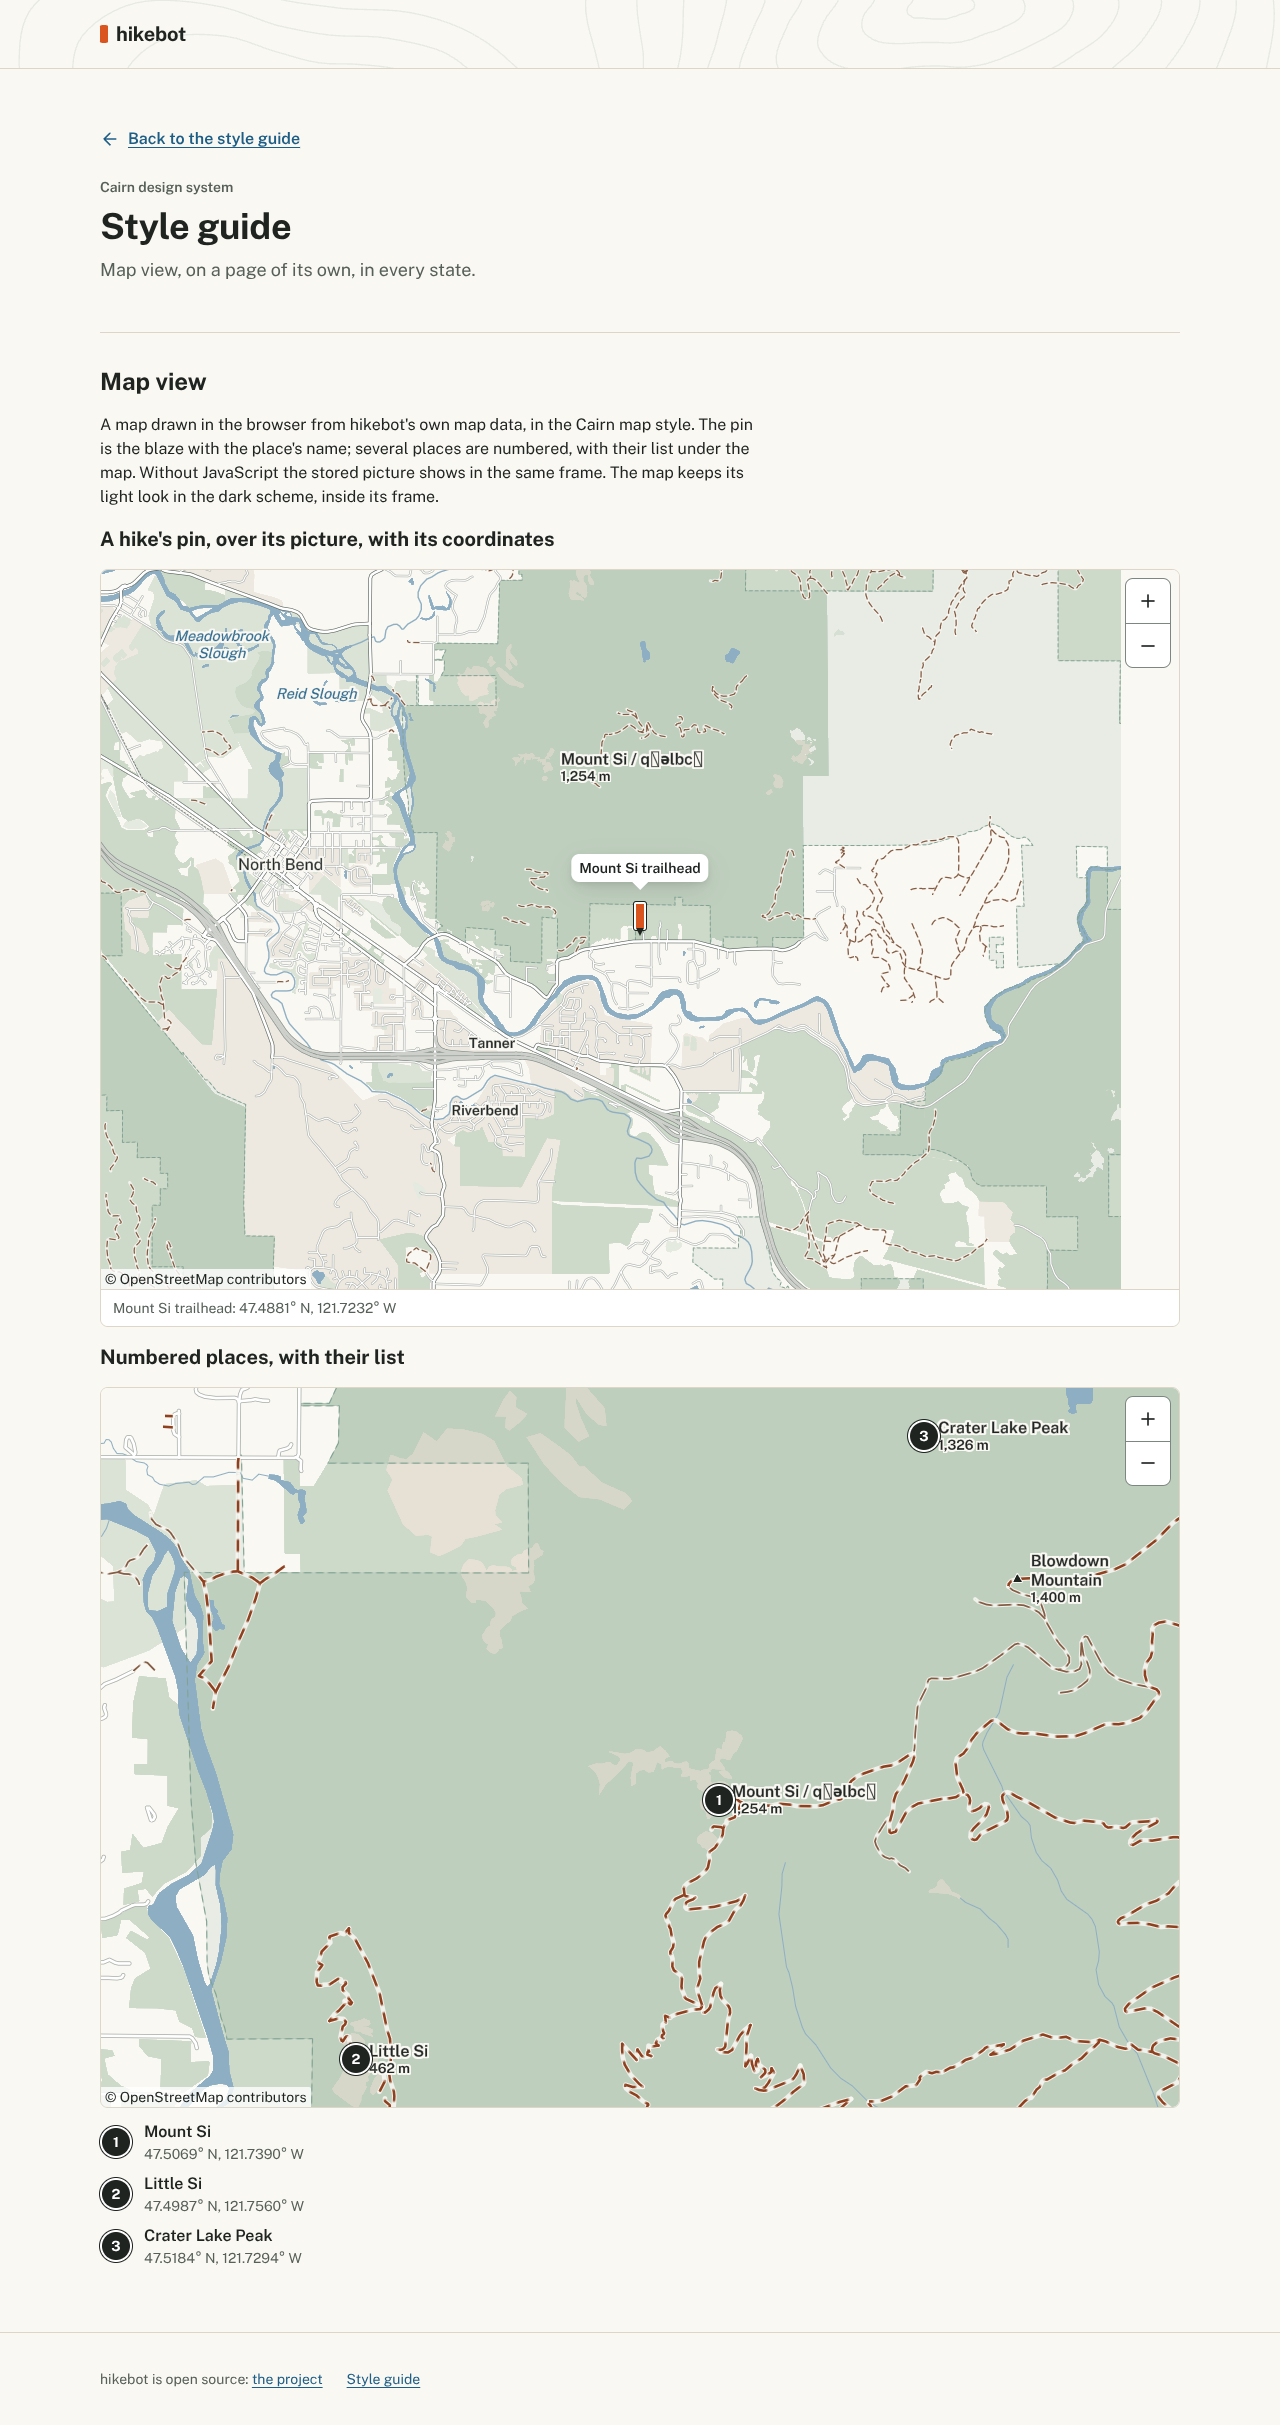 hikebot
Back to the style guide
Cairn design system
Style guide
Map view, on a page of its own, in every state.
Map view
A map drawn in the browser from hikebot's own map data, in the Cairn map style. The pin
is the blaze with the place's name; several places are numbered, with their list under the
map. Without JavaScript the stored picture shows in the same frame. The map keeps its
light look in the dark scheme, inside its frame.
A hike's pin, over its picture, with its coordinates
Meadowbrook
Slough
Reid Slough
Mount Si /
1,254 m
North Bend
Mount Si trailhead
Tanner
Riverbend
© OpenStreetMap contributors
Mount Si trailhead: 47.4881° N, 121.7232° W
Numbered places, with their list
3
Crater Lake Peak
1,326 m
Blowdown
Mountain
1,400 m
1
Mount Si /
1,254 m
2
Little Si
462 m
© OpenStreetMap contributors
1
Mount Si
47.5069° N, 121.7390° W
2
Little Si
47.4987° N, 121.7560° W
3
Crater Lake Peak
47.5184° N, 121.7294° W
hikebot is open source: the project
Style guide